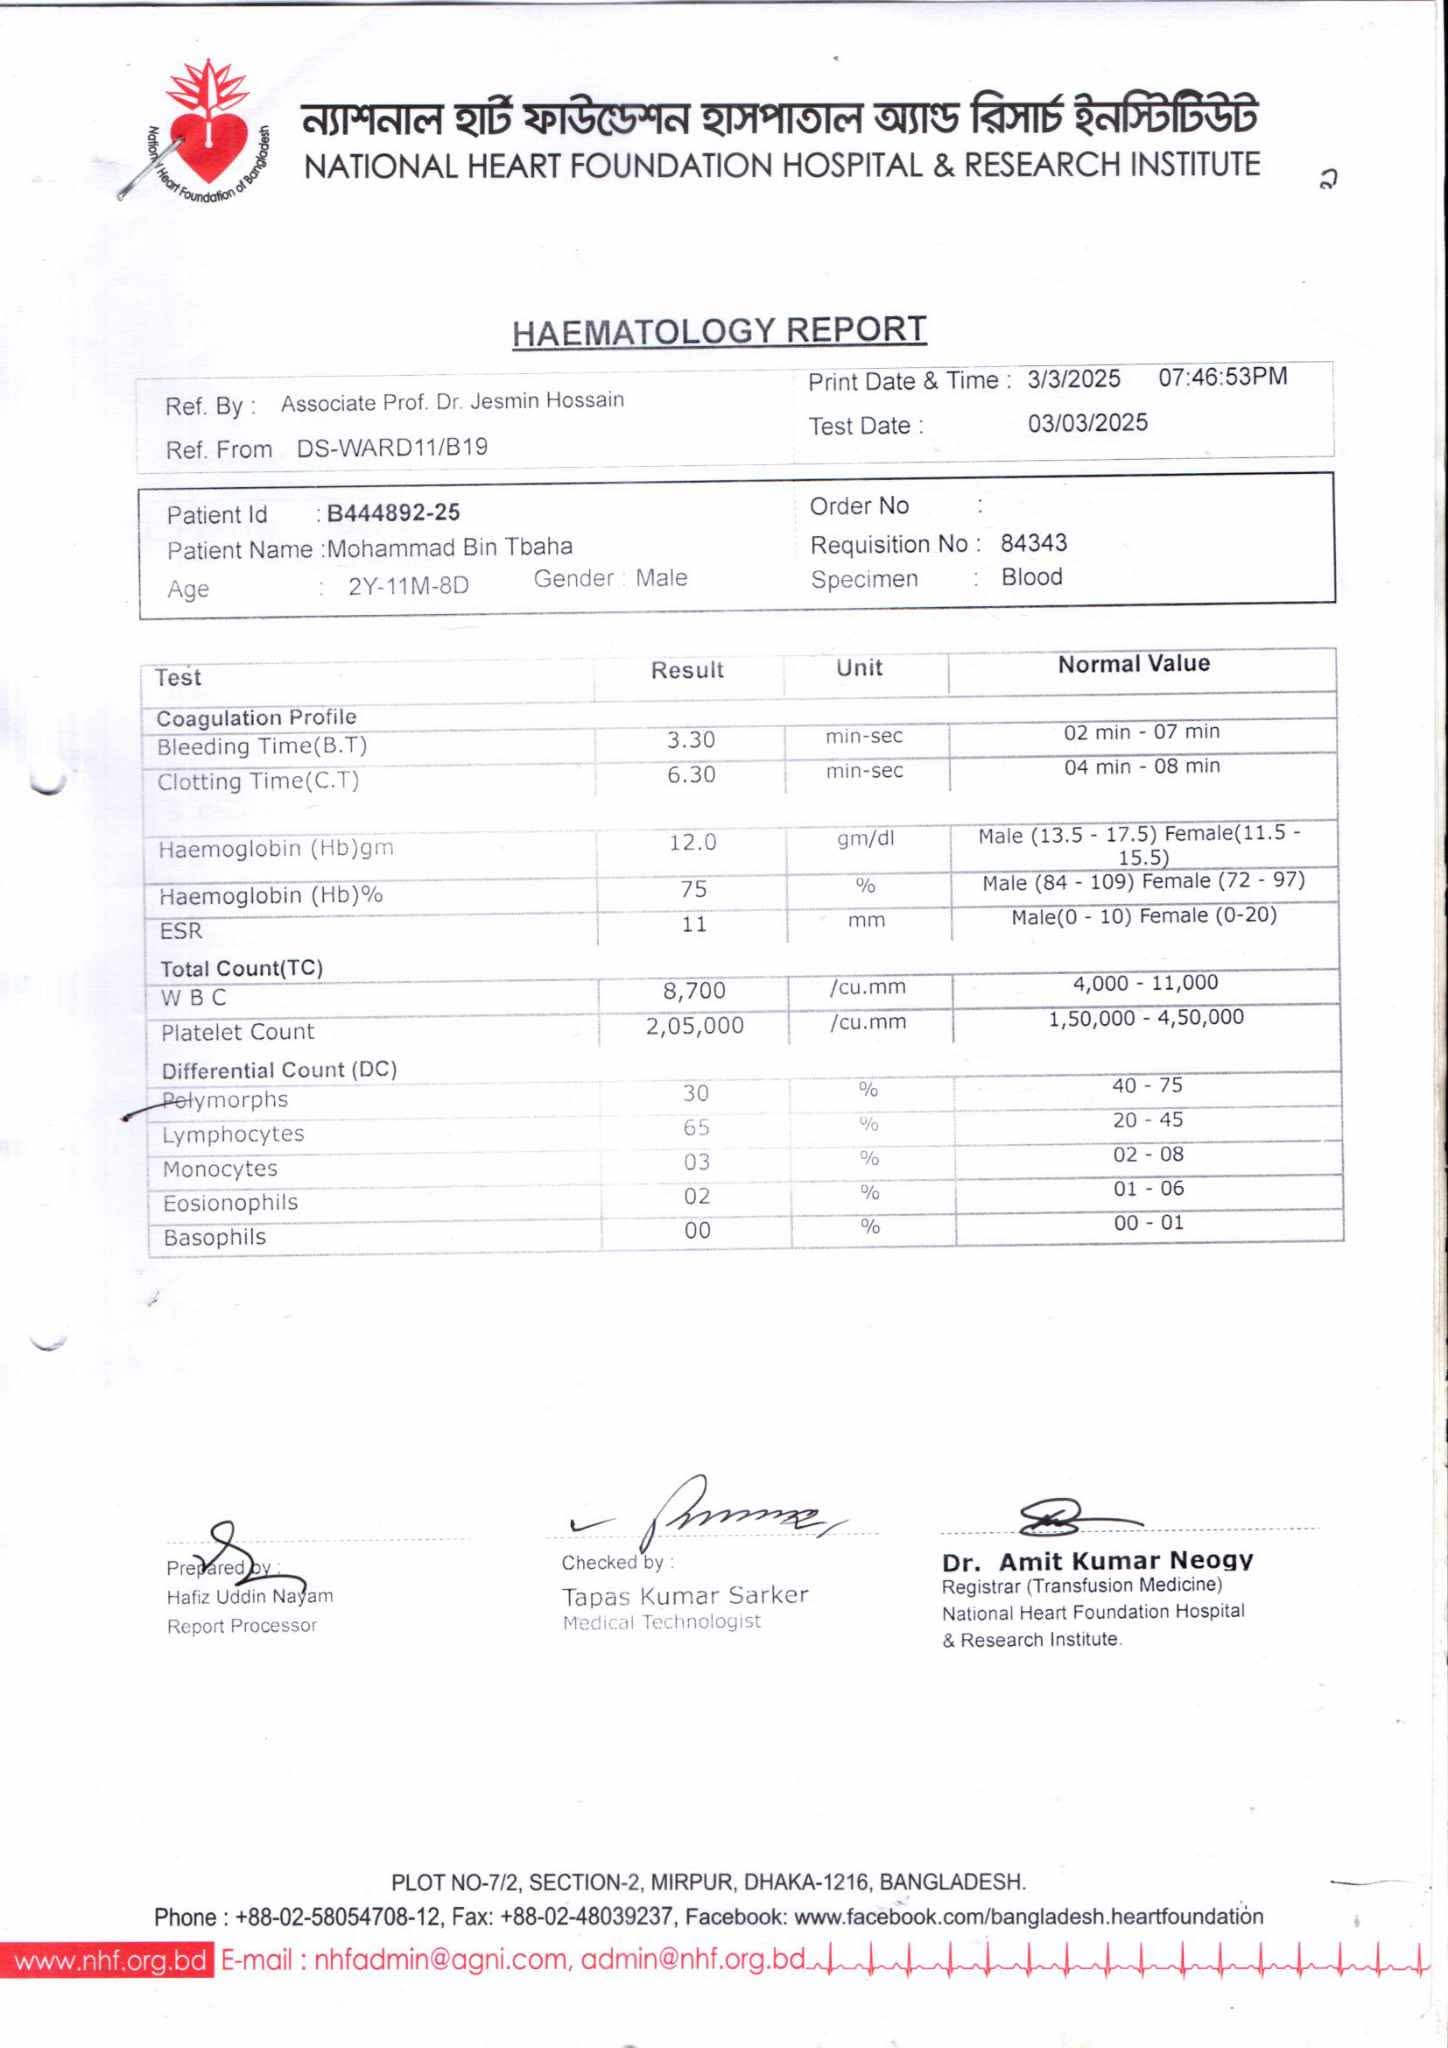 National Heart Foundation of Bangladesh
ন্যাশনাল হার্ট ফাউন্ডেশন হাসপাতাল অ্যান্ড রিসার্চ ইনস্টিটিউট
NATIONAL HEART FOUNDATION HOSPITAL & RESEARCH INSTITUTE
HAEMATOLOGY REPORT
Ref. By : Associate Prof. Dr. Jesmin Hossain Print Date & Time : 3/3/2025 07:46:53PM
Ref. From DS-WARD11/B19 Test Date : 03/03/2025
Patient Id : B444892-25 Order No :
Patient Name :Mohammad Bin Tbaha Requisition No : 84343
Age : 2Y-11M-8D Gender : Male Specimen : Blood
Test Result Unit Normal Value
Coagulation Profile
Bleeding Time(B.T) 3.30 min-sec 02 min - 07 min
Clotting Time(C.T) 6.30 min-sec 04 min - 08 min
Haemoglobin (Hb)gm 12.0 gm/dl Male (13.5 - 17.5) Female(11.5 -
15.5)
Haemoglobin (Hb)% 75 % Male (84 - 109) Female (72 - 97)
ESR 11 mm Male(0 - 10) Female (0-20)
Total Count(TC)
W B C 8,700 /cu.mm 4,000 - 11,000
Platelet Count 2,05,000 /cu.mm 1,50,000 - 4,50,000
Differential Count (DC)
Polymorphs 30 % 40 - 75
Lymphocytes 65 % 20 - 45
Monocytes 03 % 02 - 08
Eosionophils 02 % 01 - 06
Basophils 00 % 00 - 01
Prepared by : Checked by : Dr. Amit Kumar Neogy
Hafiz Uddin Nayam Tapas Kumar Sarker Registrar (Transfusion Medicine)
Report Processor Medical Technologist National Heart Foundation Hospital
& Research Institute.
PLOT NO-7/2, SECTION-2, MIRPUR, DHAKA-1216, BANGLADESH.
Phone : +88-02-58054708-12, Fax: +88-02-48039237, Facebook: www.facebook.com/bangladesh.heartfoundation
www.nhf.org.bd E-mail : nhfadmin@agni.com, admin@nhf.org.bd